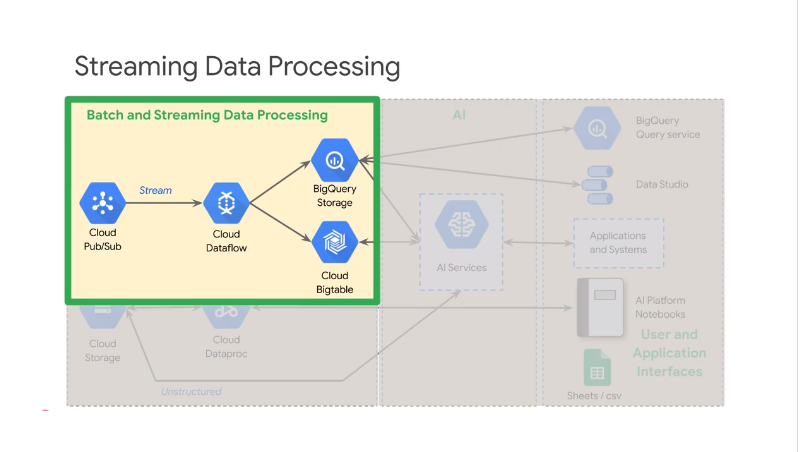 Streaming Data Processing
Batch and Streaming Data Processing
AI
Stream
Cloud
Pub/Sub
Cloud
Dataflow
BigQuery
Storage
Cloud
Bigtable
Cloud
Storage
Cloud
Dataproc
Unstructured
AI Services
BigQuery
Query service
Data Studio
Applications
and Systems
AI Platform
Notebooks
User and
Application
Interfaces
Sheets / csv